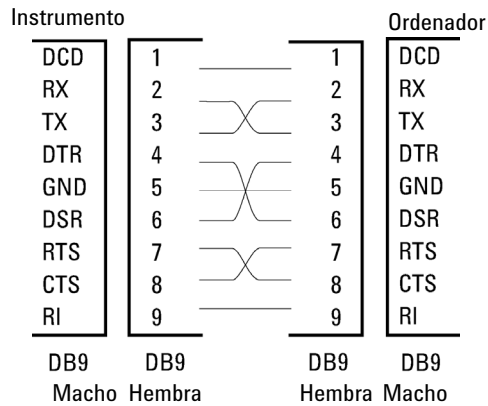 Instrumento Ordenador
DCD 1 1 DCD
RX 2 2 RX
TX 3 3 TX
DTR 4 4 DTR
GND 5 5 GND
DSR 6 6 DSR
RTS 7 7 RTS
CTS 8 8 CTS
RI 9 9 RI
DB9 DB9 DB9 DB9
Macho Hembra Hembra Macho